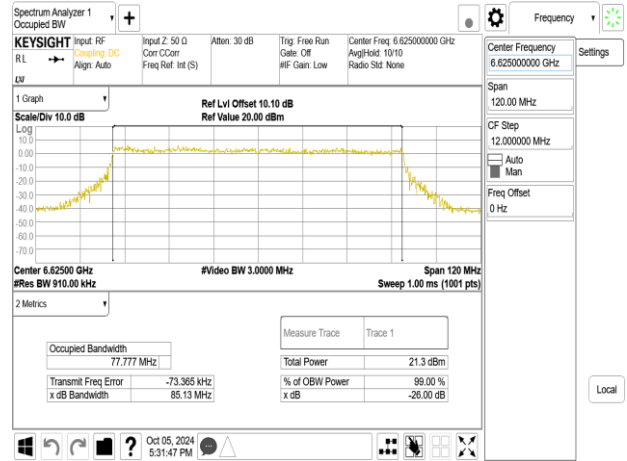 Spectrum Analyzer 1
Occupied BW
+
Frequency
KEYSIGHT
RL
Input: RF
Coupling: DC
Align: Auto
Input Z: 50 Ω
Corr CCorr
Freq Ref: Int (S)
Atten: 30 dB
Trig: Free Run
Gate: Off
#IF Gain: Low
Center Freq: 6.625000000 GHz
Avg|Hold: 10/10
Radio Std: None
Center Frequency
6.625000000 GHz
Settings
Span
120.00 MHz
CF Step
12.000000 MHz
Auto
Man
Freq Offset
0 Hz
Local
1 Graph
Scale/Div 10.0 dB
Ref Lvl Offset 10.10 dB
Ref Value 20.00 dBm
Log
10.0
0.00
-10.0
-20.0
-30.0
-40.0
-50.0
-60.0
-70.0
Center 6.62500 GHz
#Video BW 3.0000 MHz
Span 120 MHz
#Res BW 910.00 kHz
Sweep 1.00 ms (1001 pts)
2 Metrics
Measure Trace Trace 1
Occupied Bandwidth
77.777 MHz
Total Power 21.3 dBm
Transmit Freq Error -73.365 kHz
% of OBW Power 99.00 %
x dB Bandwidth 85.13 MHz
x dB -26.00 dB
?
Oct 05, 2024
5:31:47 PM